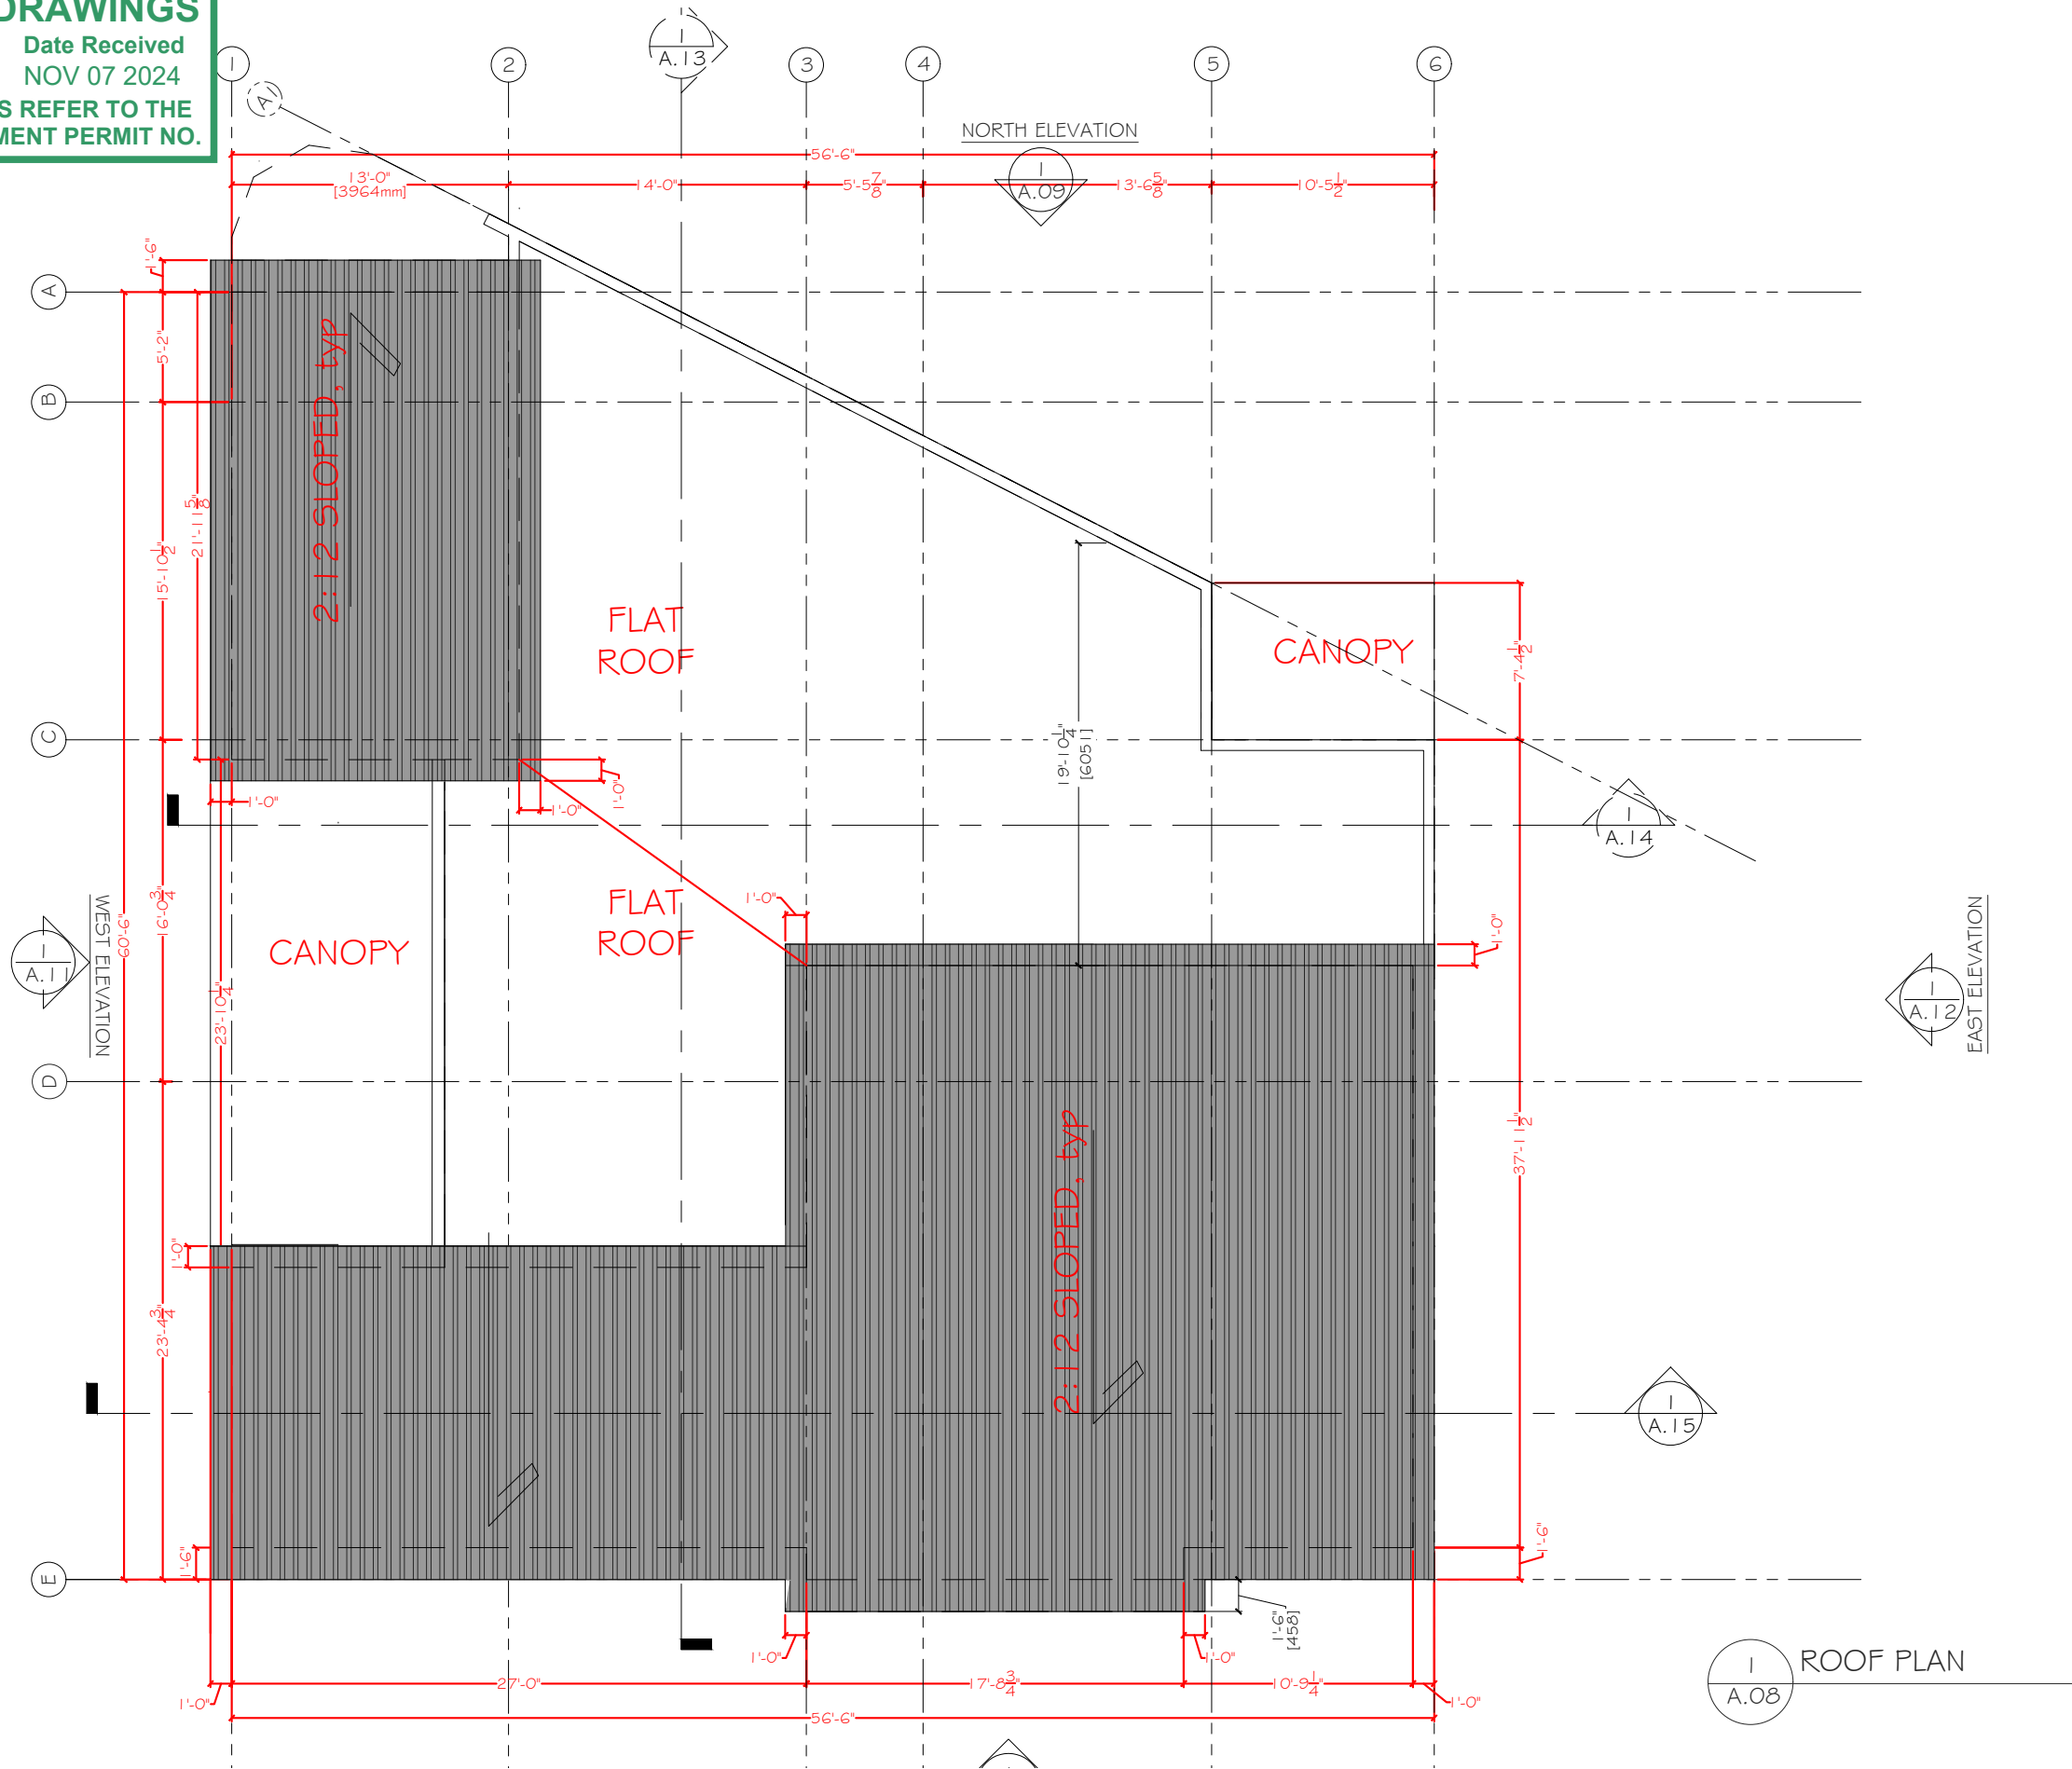 DRAWINGS
Date Received
NOV 07 2024
S REFER TO THE
MENT PERMIT NO.
1
2
1
A.13
3
4
5
6
A1
NORTH ELEVATION
1
A.09
56'-6"
13'-0"
[3964mm]
14'-0"
5'-5 7/8"
13'-6 5/8"
10'-5 1/2"
1'-6"
A
5'-2"
B
2:12 SLOPED, typ
21'-11 5/8"
15'-10 1/2"
FLAT
ROOF
CANOPY
7'-4 1/2"
C
19'-10 1/4"
[6051]
1'-0"
1'-0"
1'-0"
1
A.14
FLAT
ROOF
1'-0"
CANOPY
1'-0"
WEST ELEVATION
1
A.11
60'-6"
16'-0 3/4"
23'-10 1/4"
EAST ELEVATION
1
A.12
D
2:12 SLOPED, typ
37'-11 1/2"
1'-0"
23'-4 3/4"
1
A.15
1'-6"
1'-6"
E
1'-6"
[458]
1'-0"
1'-0"
1'-0"
27'-0"
17'-8 3/4"
10'-9 1/4"
1'-0"
56'-6"
1
A.08
ROOF PLAN